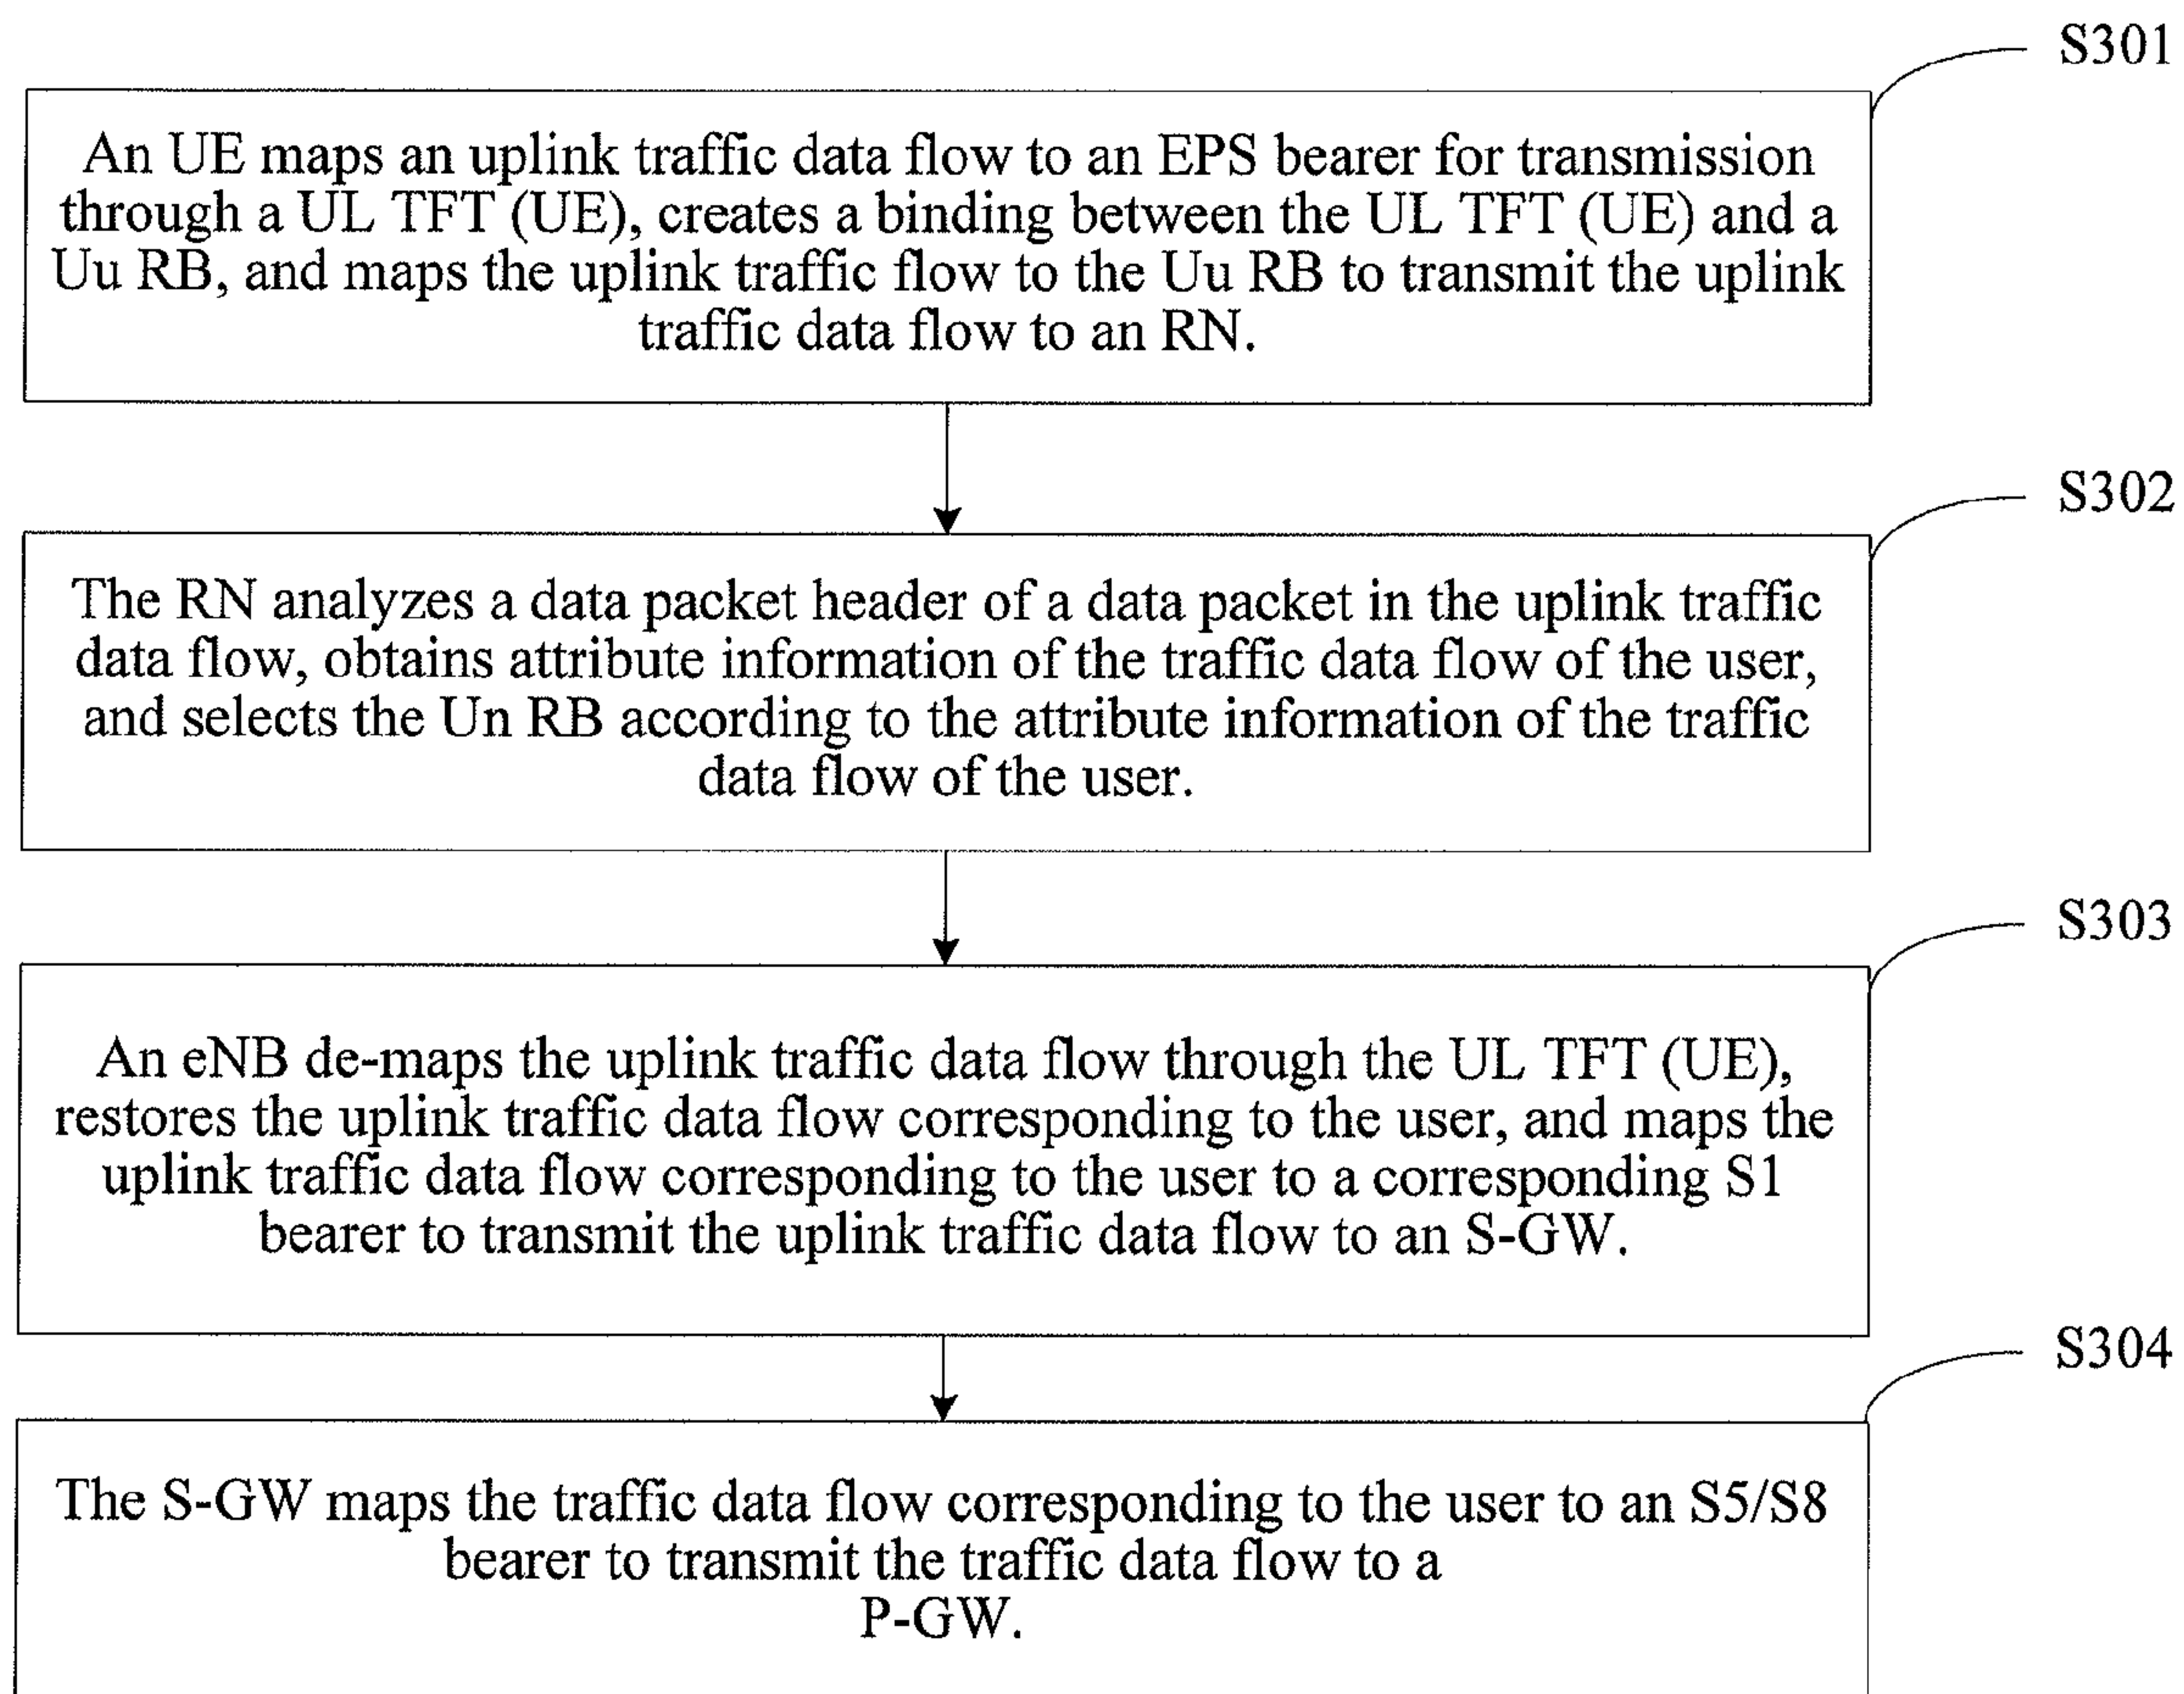 S301
An UE maps an uplink traffic data flow to an EPS bearer for transmission
through a UL TFT (UE), creates a binding between the UL TFT (UE) and a
Uu RB, and maps the uplink traffic flow to the Uu RB to transmit the uplink
traffic data flow to an RN.
S302
The RN analyzes a data packet header of a data packet in the uplink traffic
data flow, obtains attribute information of the traffic data flow of the user,
and selects the Un RB according to the attribute information of the traffic
data flow of the user.
S303
An eNB de-maps the uplink traffic data flow through the UL TFT (UE),
restores the uplink traffic data flow corresponding to the user, and maps the
uplink traffic data flow corresponding to the user to a corresponding S1
bearer to transmit the uplink traffic data flow to an S-GW.
S304
The S-GW maps the traffic data flow corresponding to the user to an S5/S8
bearer to transmit the traffic data flow to a
P-GW.